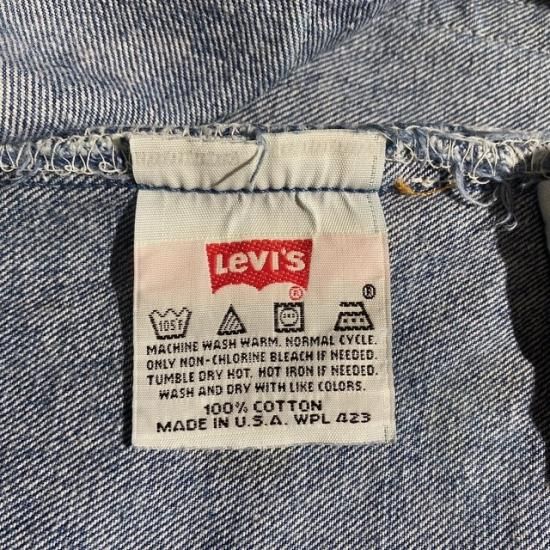 LEVI'S
®
®
105°F
MACHINE WASH WARM. NORMAL CYCLE.
ONLY NON-CHLORINE BLEACH IF NEEDED.
TUMBLE DRY HOT. HOT IRON IF NEEDED.
WASH AND DRY WITH LIKE COLORS.
100% COTTON
MADE IN U.S.A. WPL 423